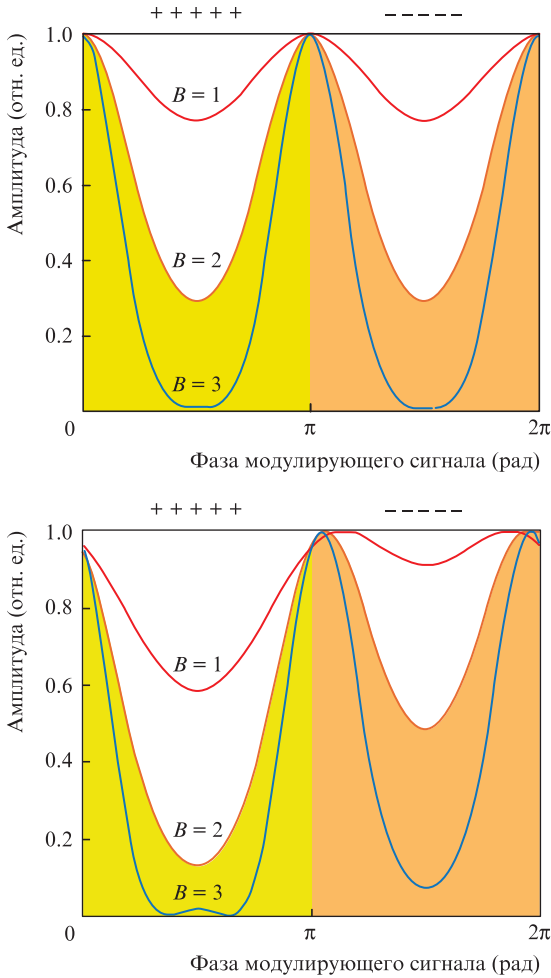 + + + + + − − − − −
1.0
0.8
0.6
0.4
0.2
0 π 2π
Амплитуда (отн. ед.)
B = 1
B = 2
B = 3
Фаза модулирующего сигнала (рад)
+ + + + + − − − − −
1.0
0.8
0.6
0.4
0.2
0 π 2π
Амплитуда (отн. ед.)
B = 1
B = 2
B = 3
Фаза модулирующего сигнала (рад)